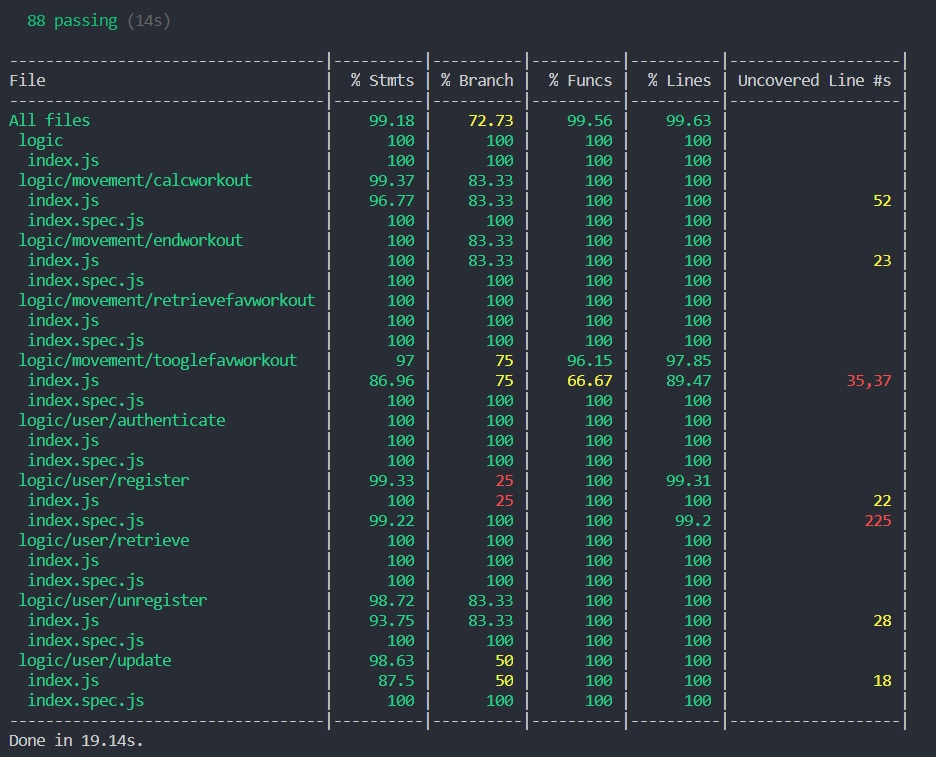 88 passing (14s)
--------------------------------|---------|----------|---------|---------|-------------------|
File                            | % Stmts | % Branch | % Funcs | % Lines | Uncovered Line #s |
--------------------------------|---------|----------|---------|---------|-------------------|
All files                       |   99.18 |    72.73 |   99.56 |   99.63 |                   |
 logic                          |     100 |      100 |     100 |     100 |                   |
  index.js                      |     100 |      100 |     100 |     100 |                   |
 logic/movement/calcworkout     |   99.37 |    83.33 |     100 |     100 |                   |
  index.js                      |   96.77 |    83.33 |     100 |     100 |                52 |
  index.spec.js                 |     100 |      100 |     100 |     100 |                   |
 logic/movement/endworkout      |     100 |    83.33 |     100 |     100 |                   |
  index.js                      |     100 |    83.33 |     100 |     100 |                23 |
  index.spec.js                 |     100 |      100 |     100 |     100 |                   |
 logic/movement/retrievefavworkout |     100 |      100 |     100 |     100 |                   |
  index.js                      |     100 |      100 |     100 |     100 |                   |
  index.spec.js                 |     100 |      100 |     100 |     100 |                   |
 logic/movement/tooglefavworkout |      97 |       75 |   96.15 |   97.85 |                   |
  index.js                      |   86.96 |       75 |   66.67 |   89.47 |             35,37 |
  index.spec.js                 |     100 |      100 |     100 |     100 |                   |
 logic/user/authenticate        |     100 |      100 |     100 |     100 |                   |
  index.js                      |     100 |      100 |     100 |     100 |                   |
  index.spec.js                 |     100 |      100 |     100 |     100 |                   |
 logic/user/register            |   99.33 |       25 |     100 |   99.31 |                   |
  index.js                      |     100 |       25 |     100 |     100 |                22 |
  index.spec.js                 |   99.22 |      100 |     100 |    99.2 |               225 |
 logic/user/retrieve            |     100 |      100 |     100 |     100 |                   |
  index.js                      |     100 |      100 |     100 |     100 |                   |
  index.spec.js                 |     100 |      100 |     100 |     100 |                   |
 logic/user/unregister          |   98.72 |    83.33 |     100 |     100 |                   |
  index.js                      |   93.75 |    83.33 |     100 |     100 |                28 |
  index.spec.js                 |     100 |      100 |     100 |     100 |                   |
 logic/user/update              |   98.63 |       50 |     100 |     100 |                   |
  index.js                      |    87.5 |       50 |     100 |     100 |                18 |
  index.spec.js                 |     100 |      100 |     100 |     100 |                   |
--------------------------------|---------|----------|---------|---------|-------------------|
Done in 19.14s.